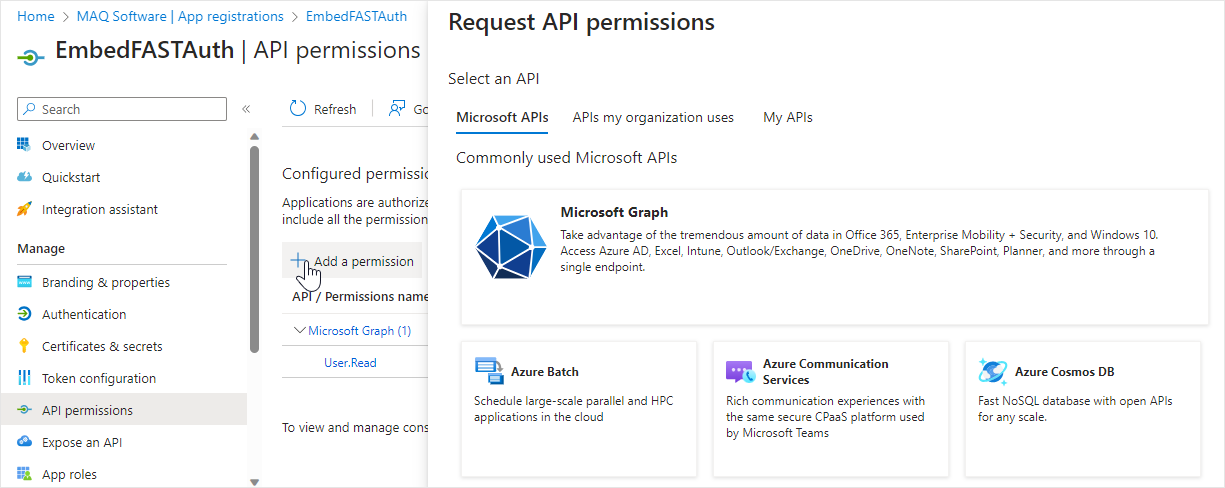 Home > MAQ Software | App registrations > EmbedFASTAuth
EmbedFASTAuth | API permissions
Search
«
Overview
Quickstart
Integration assistant
Manage
Branding & properties
Authentication
Certificates & secrets
Token configuration
API permissions
Expose an API
App roles
Refresh
Go
Configured permissio
Applications are authorize
include all the permission
Add a permission
API / Permissions name
Microsoft Graph (1)
User.Read
To view and manage cons
Request API permissions
Select an API
Microsoft APIs APIs my organization uses My APIs
Commonly used Microsoft APIs
Microsoft Graph
Take advantage of the tremendous amount of data in Office 365, Enterprise Mobility + Security, and Windows 10.
Access Azure AD, Excel, Intune, Outlook/Exchange, OneDrive, OneNote, SharePoint, Planner, and more through a
single endpoint.
Azure Batch
Schedule large-scale parallel and HPC
applications in the cloud
Azure Communication
Services
Rich communication experiences with
the same secure CPaaS platform used
by Microsoft Teams
Azure Cosmos DB
Fast NoSQL database with open APIs
for any scale.